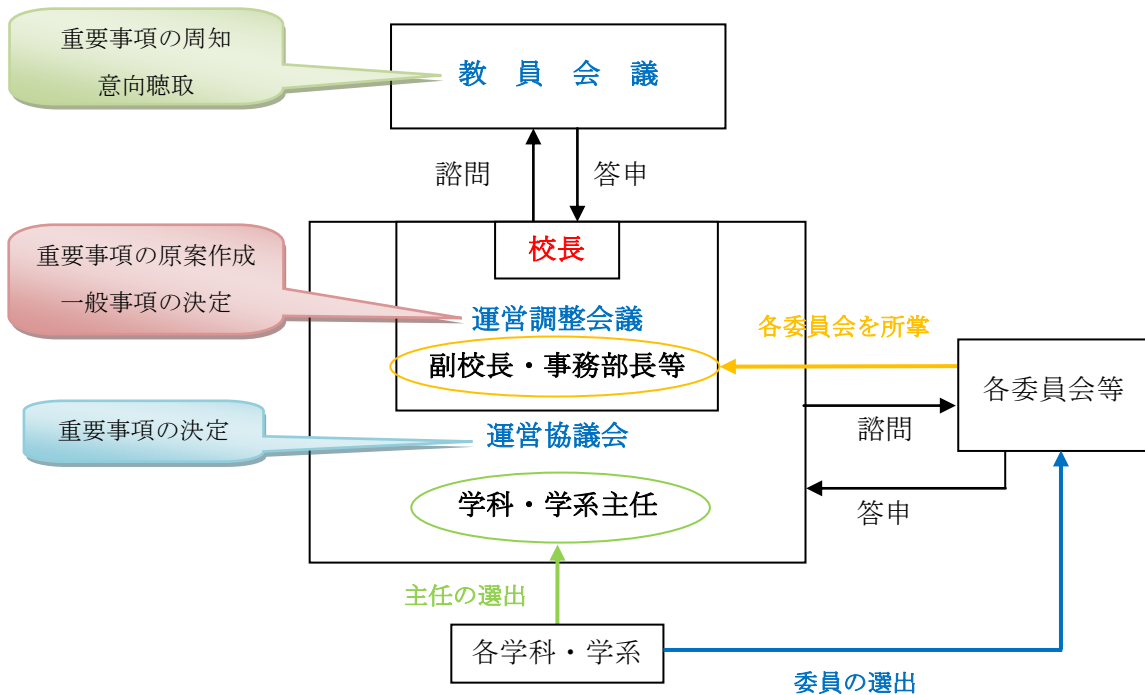 重要事項の周知
意向聴取
教 員 会 議
諮問
答申
校長
重要事項の原案作成
一般事項の決定
運営調整会議
副校長・事務部長等
各委員会を所掌
各委員会等
諮問
重要事項の決定
運営協議会
学科・学系主任
答申
主任の選出
各学科・学系
委員の選出